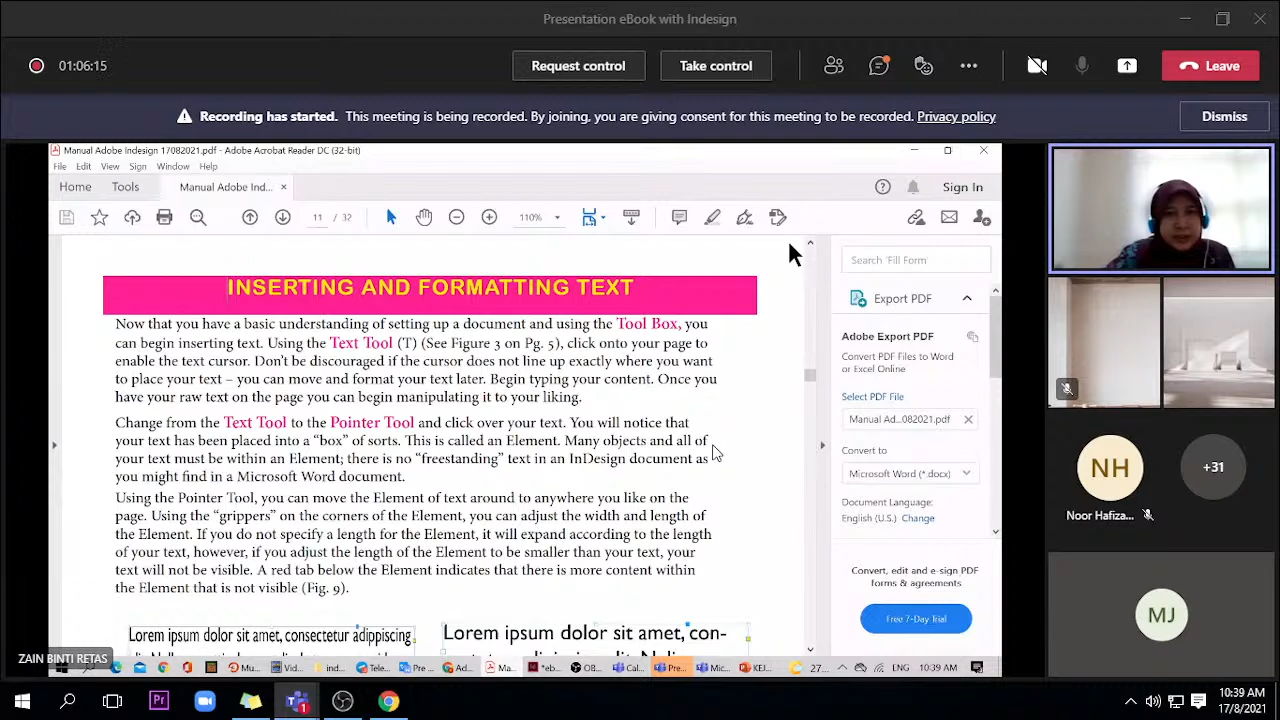 Presentation eBook with Indesign
01:06:15
Request control
Take control
Leave
Recording has started. This meeting is being recorded. By joining, you are giving consent for this meeting to be recorded. Privacy policy
Dismiss
Manual Adobe Indesign 17082021.pdf - Adobe Acrobat Reader DC (32-bit)
File Edit View Sign Window Help
Home Tools Manual Adobe Ind... × Sign In
11 / 32 110%
INSERTING AND FORMATTING TEXT
Now that you have a basic understanding of setting up a document and using the Tool Box, you
can begin inserting text. Using the Text Tool (T) (See Figure 3 on Pg. 5), click onto your page to
enable the text cursor. Don’t be discouraged if the cursor does not line up exactly where you want
to place your text – you can move and format your text later. Begin typing your content. Once you
have your raw text on the page you can begin manipulating it to your liking.
Change from the Text Tool to the Pointer Tool and click over your text. You will notice that
your text has been placed into a “box” of sorts. This is called an Element. Many objects and all of
your text must be within an Element; there is no “freestanding” text in an InDesign document as
you might find in a Microsoft Word document.
Using the Pointer Tool, you can move the Element of text around to anywhere you like on the
page. Using the “grippers” on the corners of the Element, you can adjust the width and length of
the Element. If you do not specify a length for the Element, it will expand according to the length
of your text, however, if you adjust the length of the Element to be smaller than your text, your
text will not be visible. A red tab below the Element indicates that there is more content within
the Element that is not visible (Fig. 9).
Lorem ipsum dolor sit amet, consectetur adippiscing
Lorem ipsum dolor sit amet, con-
Search 'Fill Form'
Export PDF
Adobe Export PDF
Convert PDF Files to Word
or Excel Online
Select PDF File
Manual Ad...082021.pdf
Convert to
Microsoft Word (*.docx)
Document Language:
English (U.S.) Change
Convert, edit and e-sign PDF
forms & agreements
Free 7-Day Trial
NH
Noor Hafiza...
+31
MJ
ZAIN BINTI RETAS
Mu... Vid... ind... Tele... Pre ... Ad... Ma... *eb... OB... Cal... Pre... Mic... KEJ... 27... ENG 10:39 AM
Pr 1
10:39 AM
17/8/2021